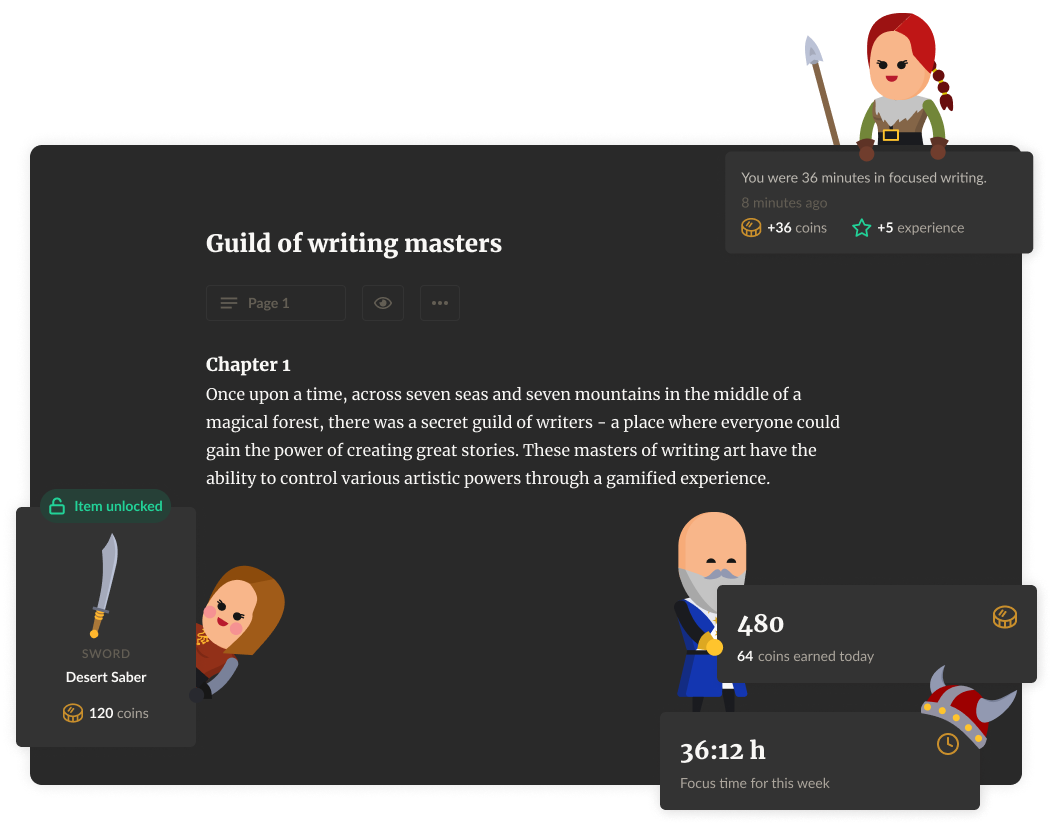 You were 36 minutes in focused writing.
8 minutes ago
+36 coins +5 experience
Guild of writing masters
Page 1
Chapter 1
Once upon a time, across seven seas and seven mountains in the middle of a
magical forest, there was a secret guild of writers - a place where everyone could
gain the power of creating great stories. These masters of writing art have the
ability to control various artistic powers through a gamified experience.
Item unlocked
SWORD
Desert Saber
120 coins
480
64 coins earned today
36:12 h
Focus time for this week